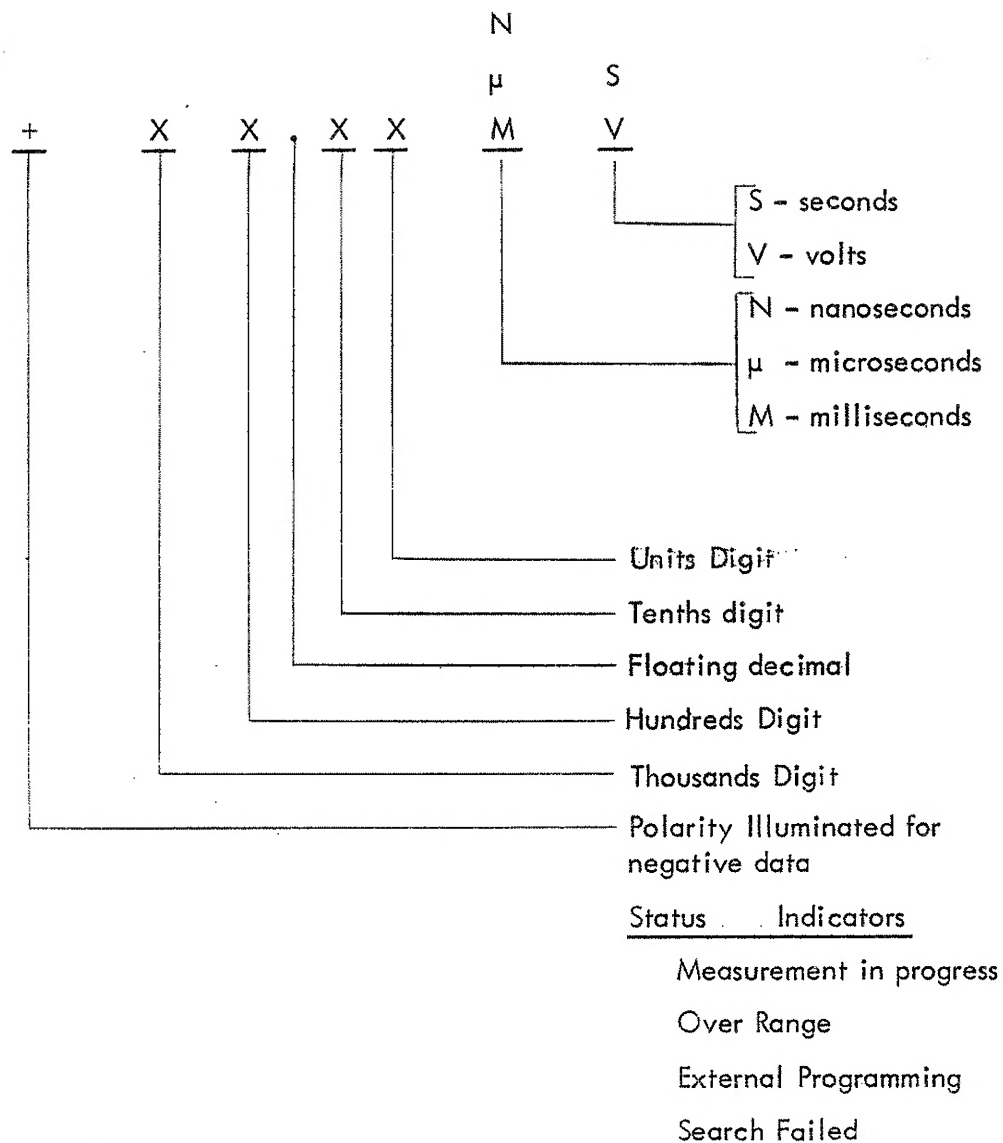 N
µ S
+ X X . X X M V
S - seconds
V - volts
N - nanoseconds
µ - microseconds
M - milliseconds
Units Digit
Tenths digit
Floating decimal
Hundreds Digit
Thousands Digit
Polarity Illuminated for
negative data
Status Indicators
Measurement in progress
Over Range
External Programming
Search Failed